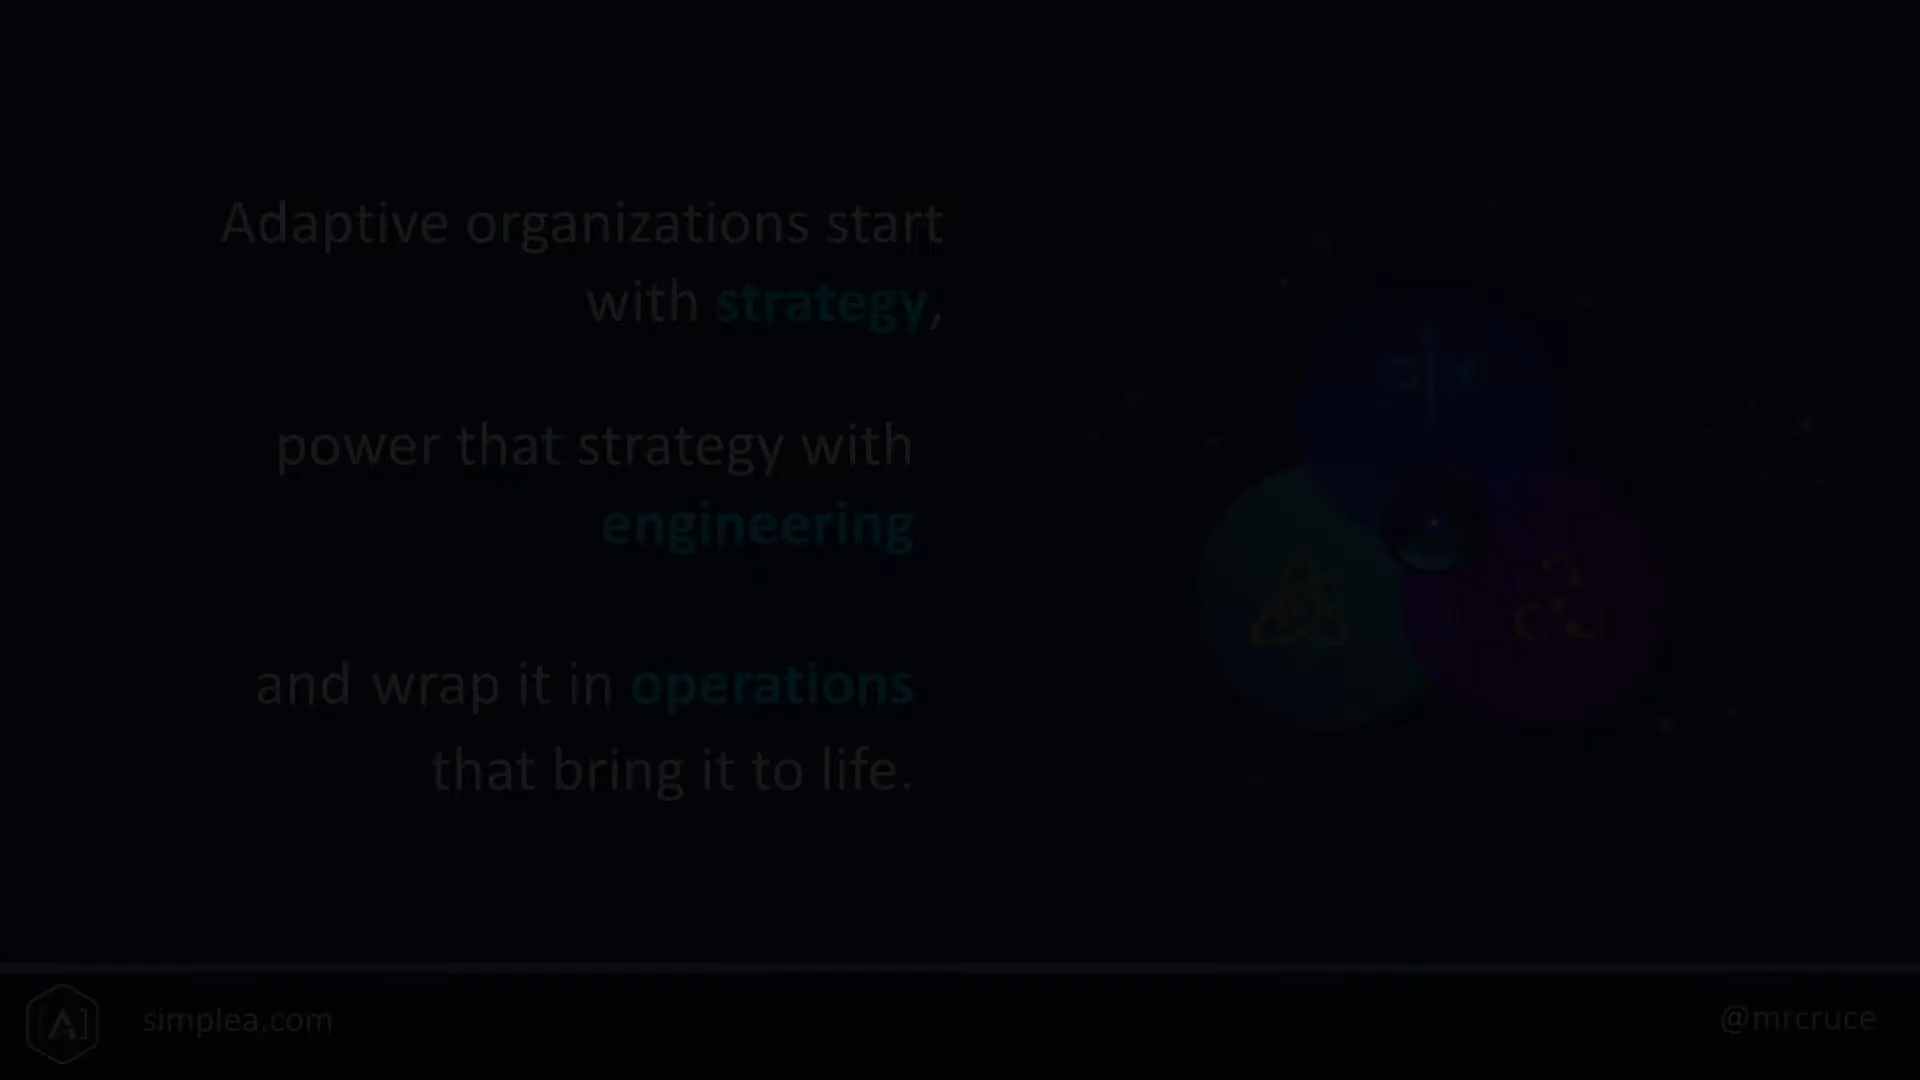 Adaptive organizations start
with strategy,
power that strategy with
engineering
and wrap it in operations
that bring it to life.
[A]
simplea.com
@mrcruce